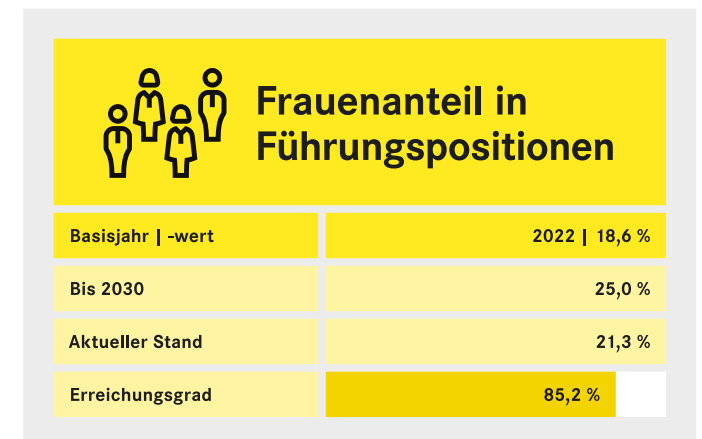 Frauenanteil in
Führungspositionen
Basisjahr | -wert 2022 | 18,6 %
Bis 2030 25,0 %
Aktueller Stand 21,3 %
Erreichungsgrad 85,2 %